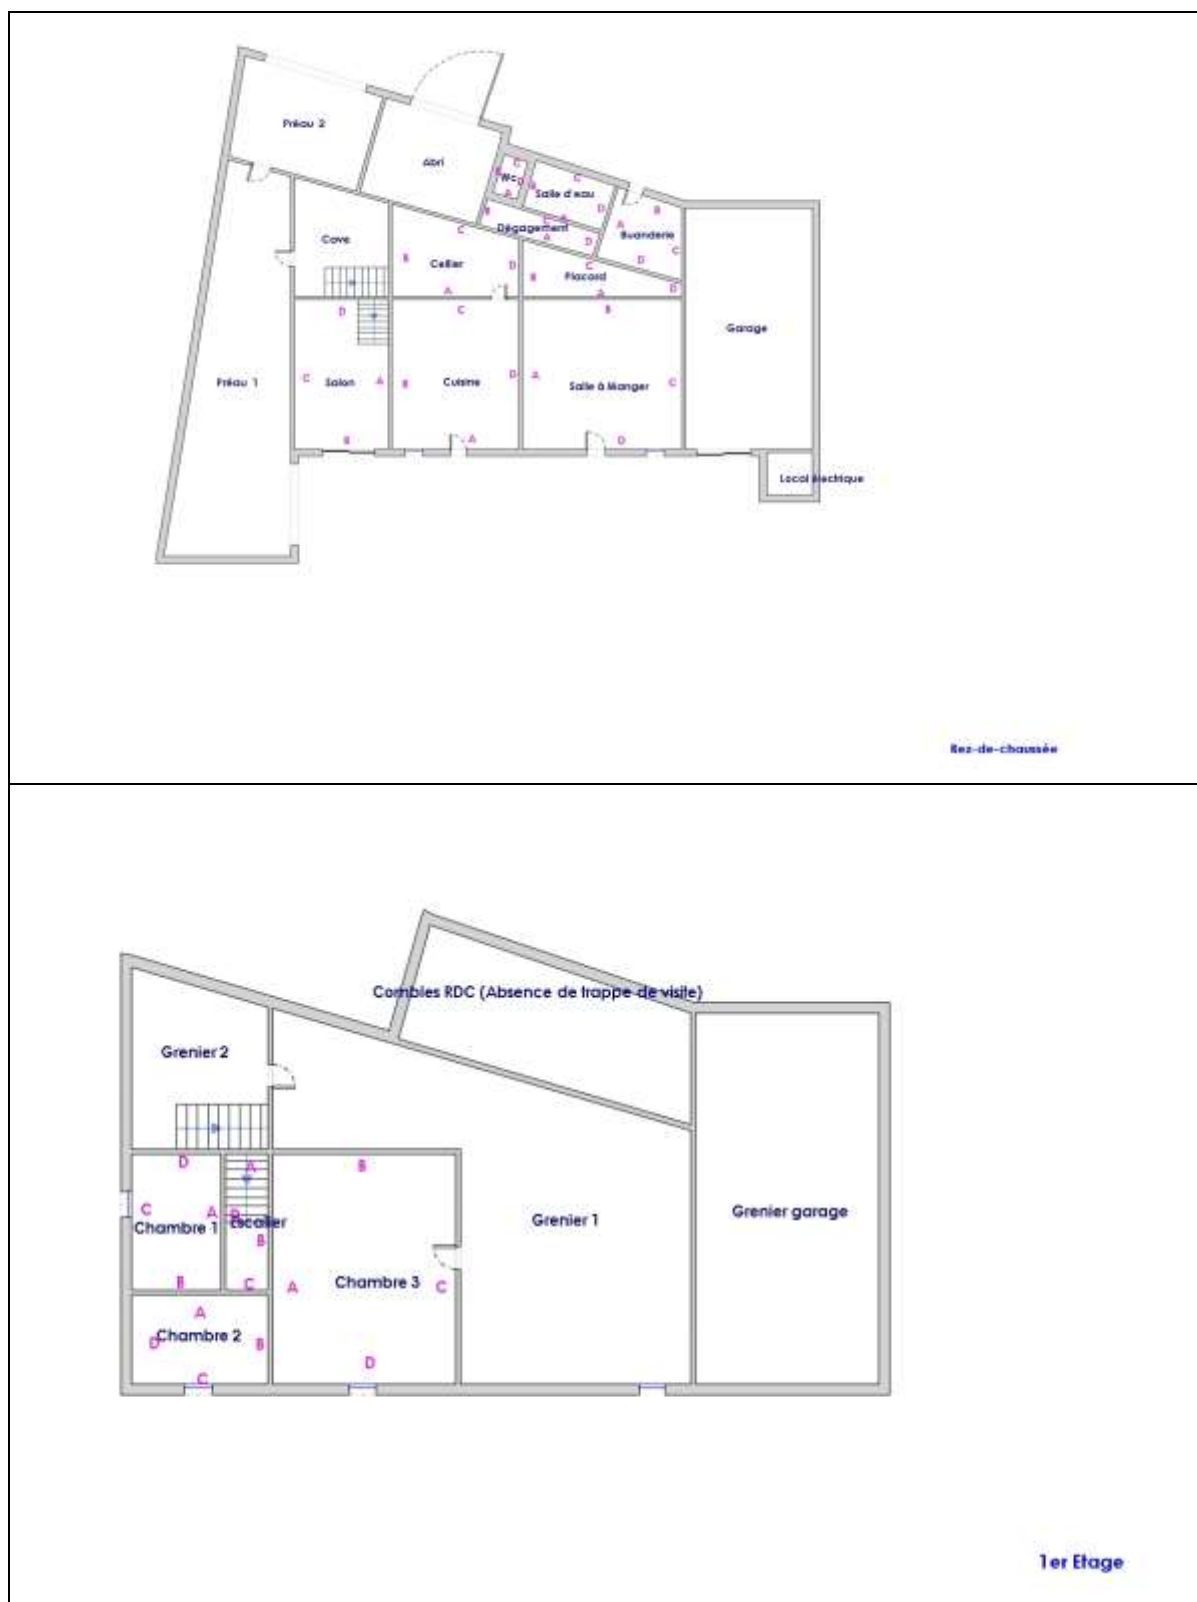 Préau 2
Abri
C
B
Wc
D
A
C
B
Salle d'eau
D
A
B
A
Buanderie
C
D
B
C
Dégagement
A
D
Cave
C
B
Cellier
D
A
C
B
Placard
D
A
D
Salon
C
A
B
C
B
Cuisine
D
A
B
A
Salle à Manger
C
D
Garage
Préau 1
Local électrique
Rez-de-chaussée
Combles RDC (Absence de trappe de visite)
Grenier 2
D
C
A
Chambre 1
B
A
D
Escalier
B
C
B
A
Chambre 3
C
D
Grenier 1
Grenier garage
A
D
Chambre 2
B
C
1er Etage